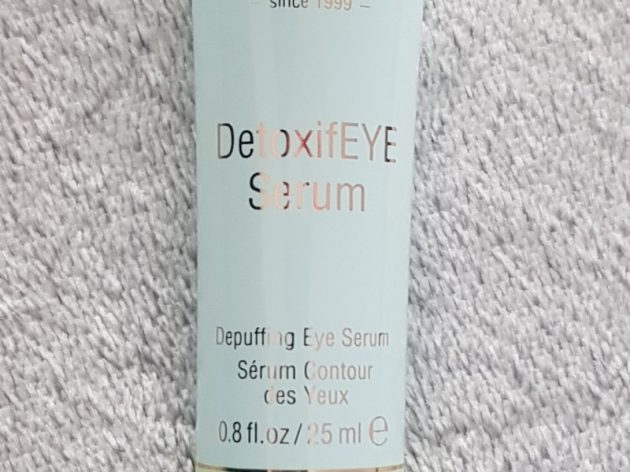 – since 1999 –
DetoxifEYE
Serum
Depuffing Eye Serum
Sérum Contour
des Yeux
0.8 fl.oz / 25 ml ℮